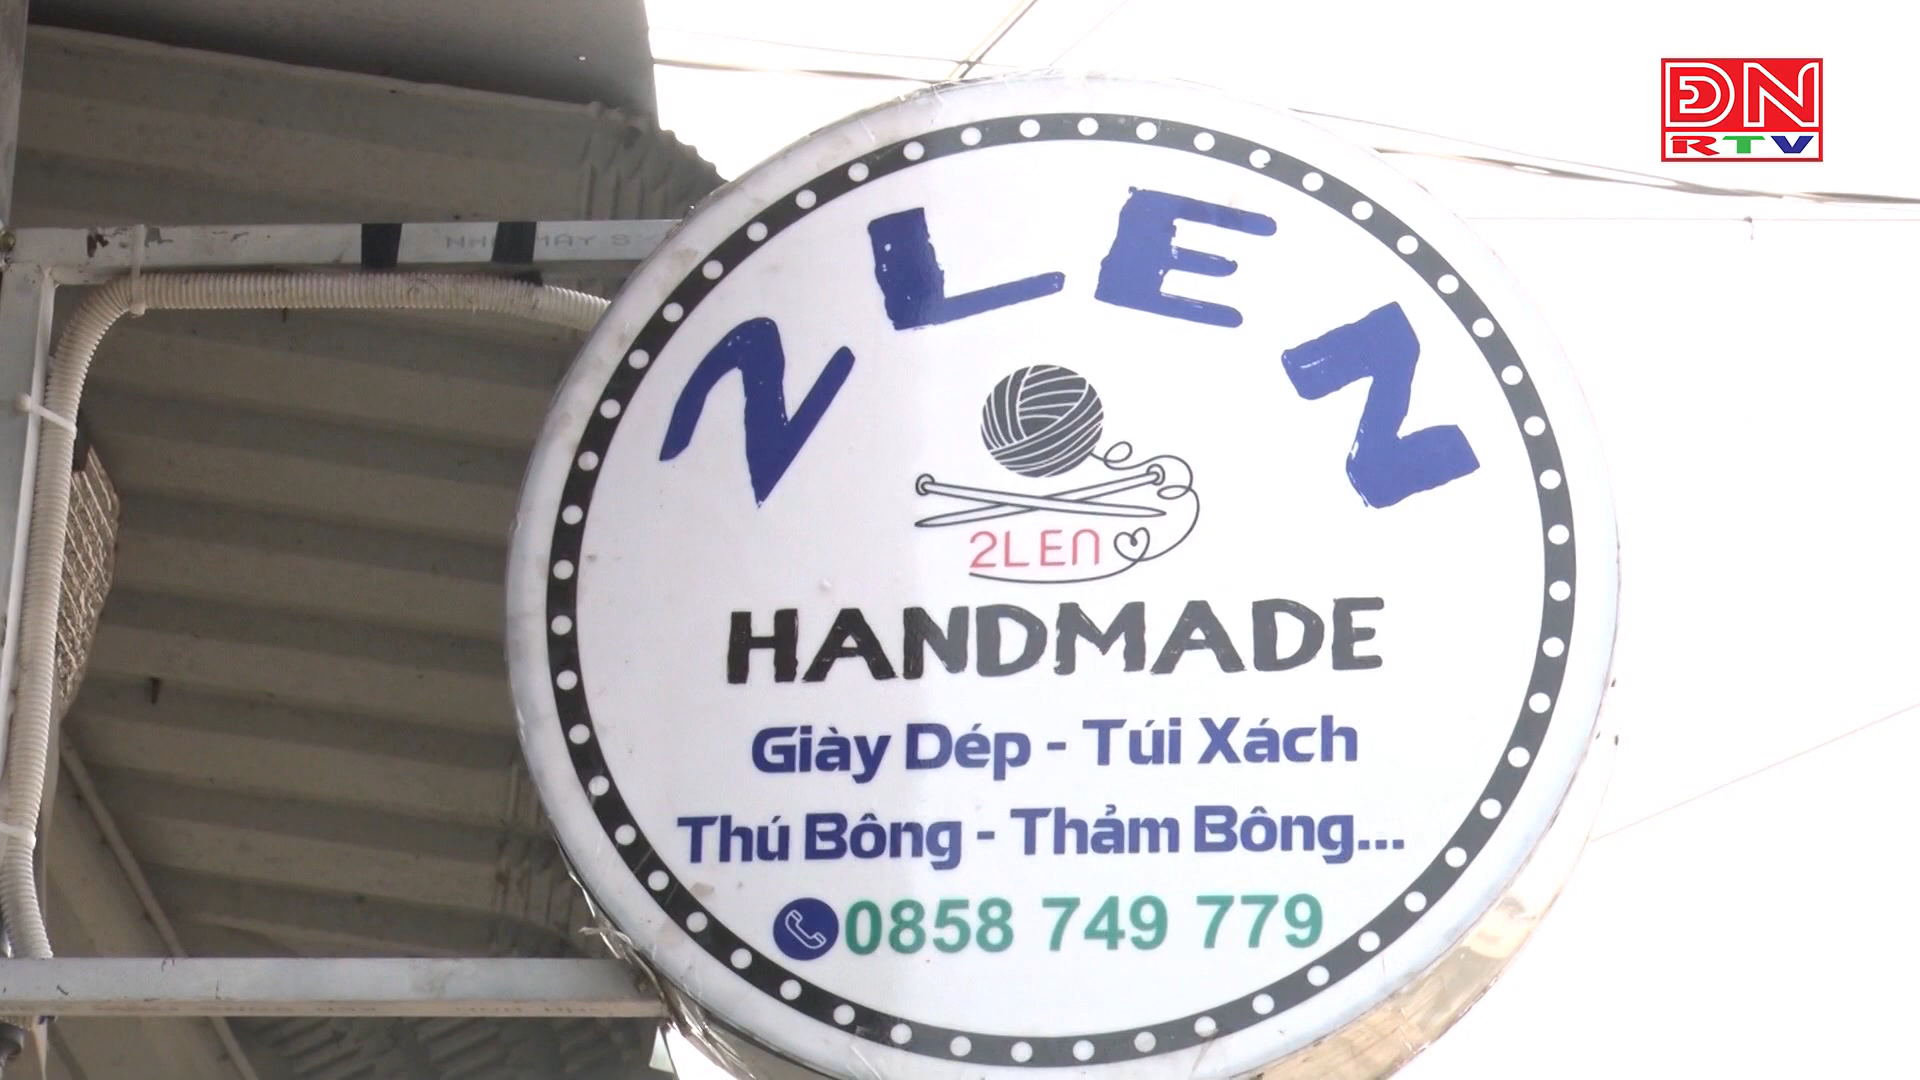 ĐN
RTV
2LEN
2LEN
HANDMADE
Giày Dép - Túi Xách
Thú Bông - Thảm Bông...
0858 749 779